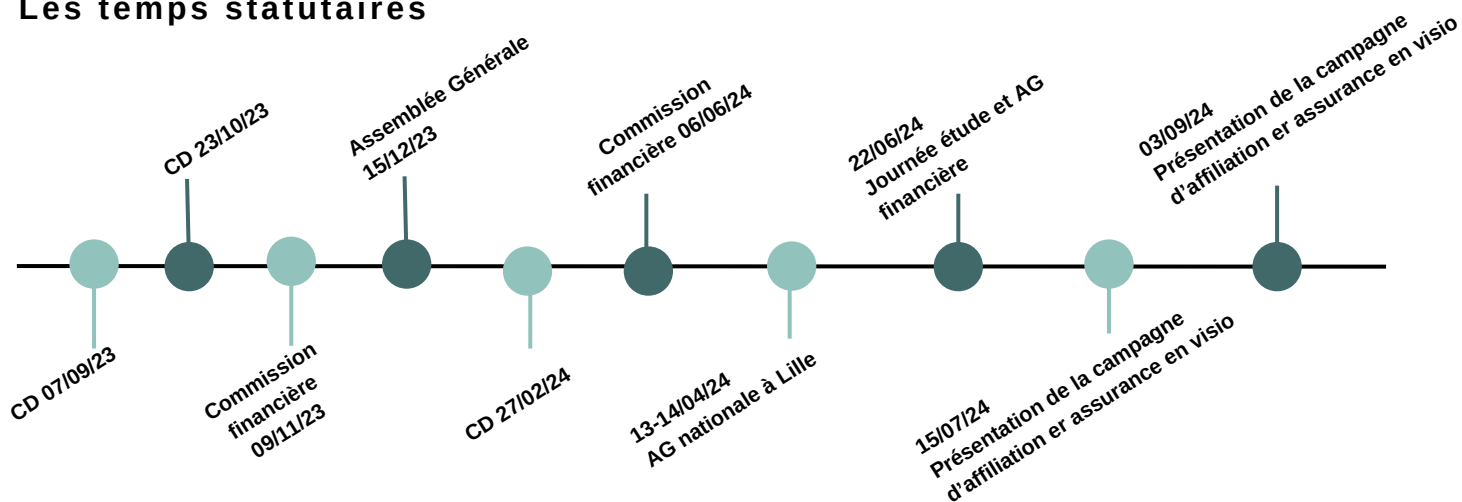 Les temps statutaires
CD 07/09/23
CD 23/10/23
Commission
financière
09/11/23
Assemblée Générale
15/12/23
CD 27/02/24
Commission
financière 06/06/24
13-14/04/24
AG nationale à Lille
22/06/24
Journée étude et AG
financière
15/07/24
Présentation de la campagne
d’affiliation er assurance en visio
03/09/24
Présentation de la campagne
d’affiliation er assurance en visio